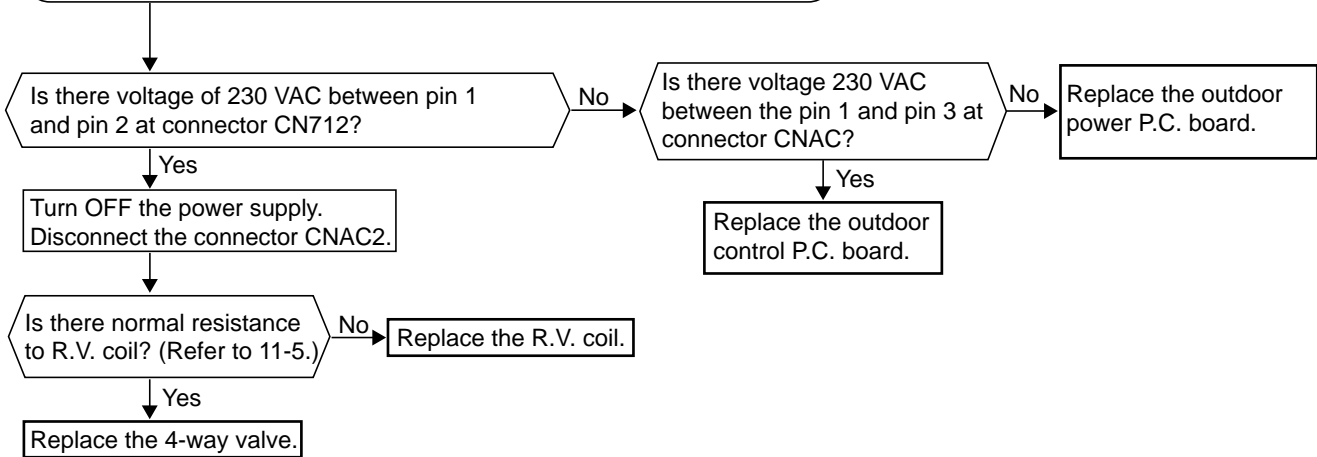 Is there voltage of 230 VAC between pin 1
and pin 2 at connector CN712?
No
Is there voltage 230 VAC
between the pin 1 and pin 3 at
connector CNAC?
No
Replace the outdoor
power P.C. board.
Yes
Yes
Turn OFF the power supply.
Disconnect the connector CNAC2.
Replace the outdoor
control P.C. board.
Is there normal resistance
to R.V. coil? (Refer to 11-5.)
No
Replace the R.V. coil.
Yes
Replace the 4-way valve.